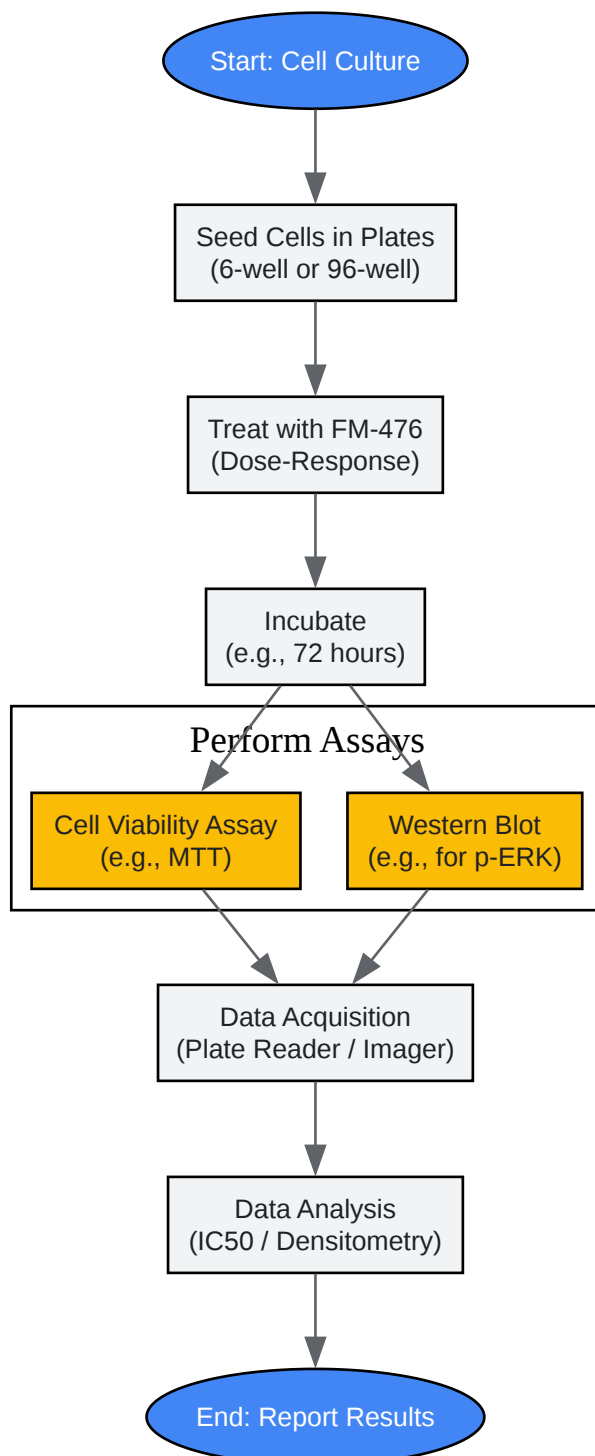 Start: Cell Culture
Seed Cells in Plates
(6-well or 96-well)
Treat with FM-476
(Dose-Response)
Incubate
(e.g., 72 hours)
Perform Assays
Cell Viability Assay
(e.g., MTT)
Western Blot
(e.g., for p-ERK)
Data Acquisition
(Plate Reader / Imager)
Data Analysis
(IC50 / Densitometry)
End: Report Results